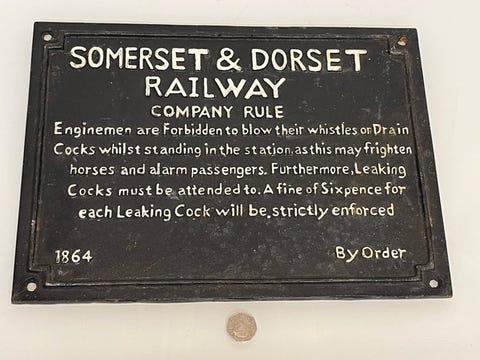 SOMERSET & DORSET
RAILWAY
COMPANY RULE
Enginemen are Forbidden to blow their whistles or Drain
Cocks whilst standing in the station, as this may frighten
horses and alarm passengers. Furthermore, Leaking
Cocks must be attended to. A fine of Sixpence for
each Leaking Cock will be strictly enforced
1864 By Order